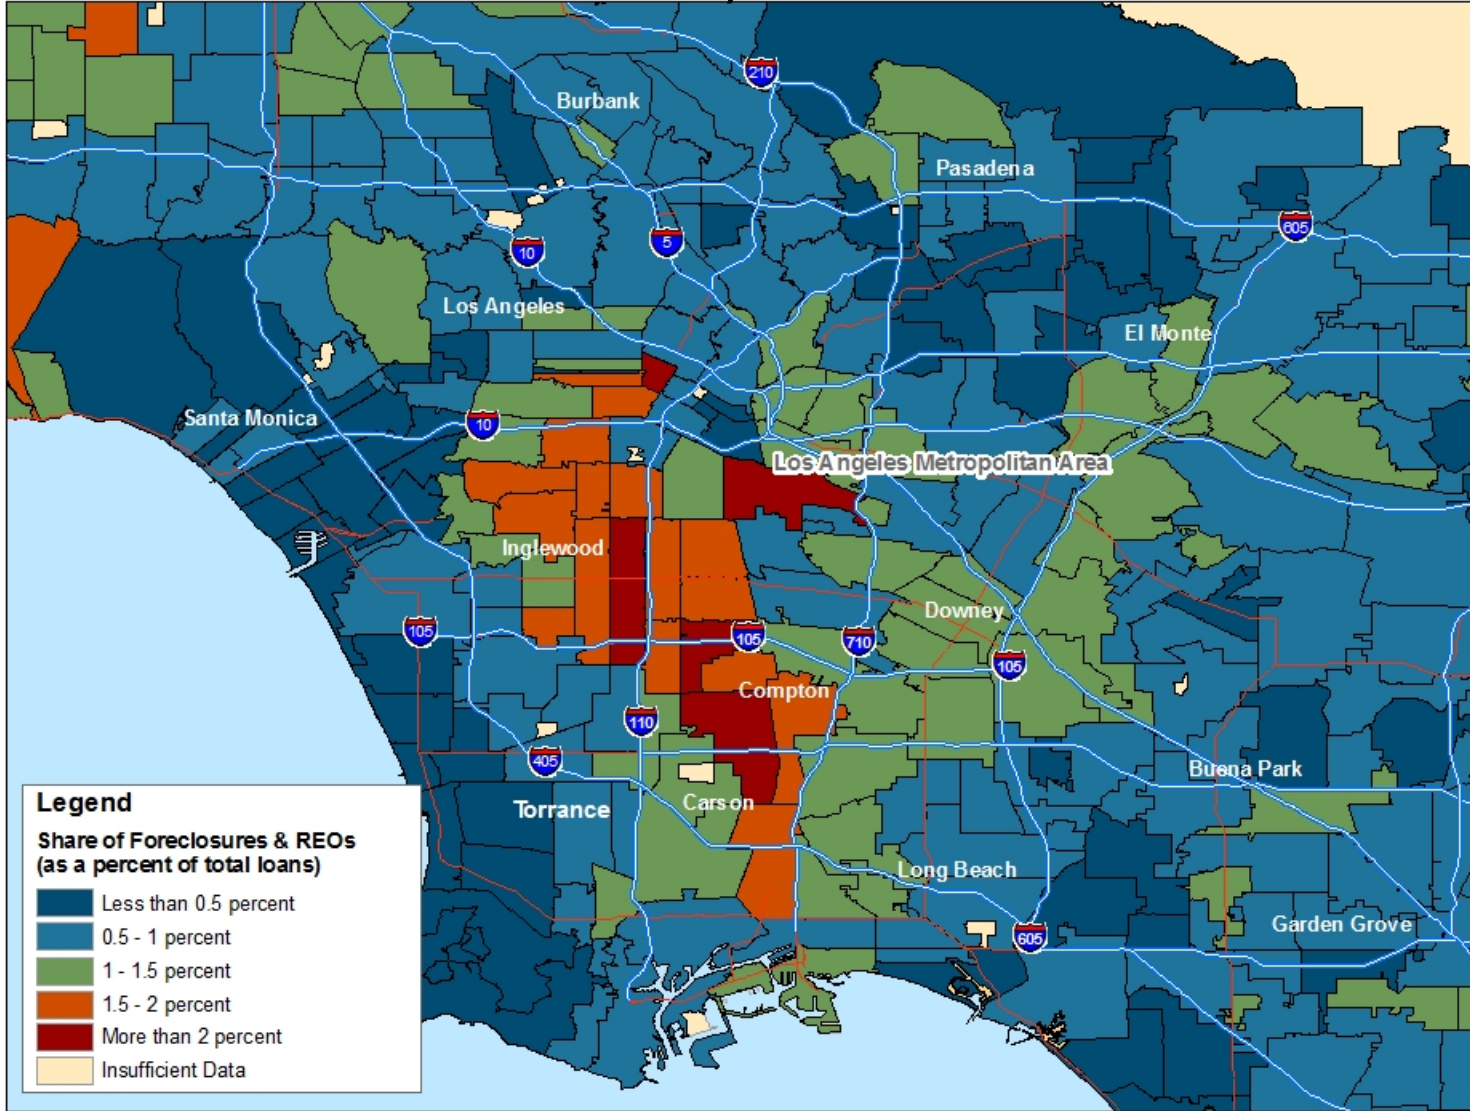 210
Burbank
Pasadena
605
10
5
Los Angeles
El Monte
Santa Monica
10
Los Angeles Metropolitan Area
Inglewood
Downey
105
105
710
105
Compton
110
405
Buena Park
Torrance
Carson
Long Beach
Garden Grove
605
Legend
Share of Foreclosures & REOs
(as a percent of total loans)
Less than 0.5 percent
0.5 - 1 percent
1 - 1.5 percent
1.5 - 2 percent
More than 2 percent
Insufficient Data